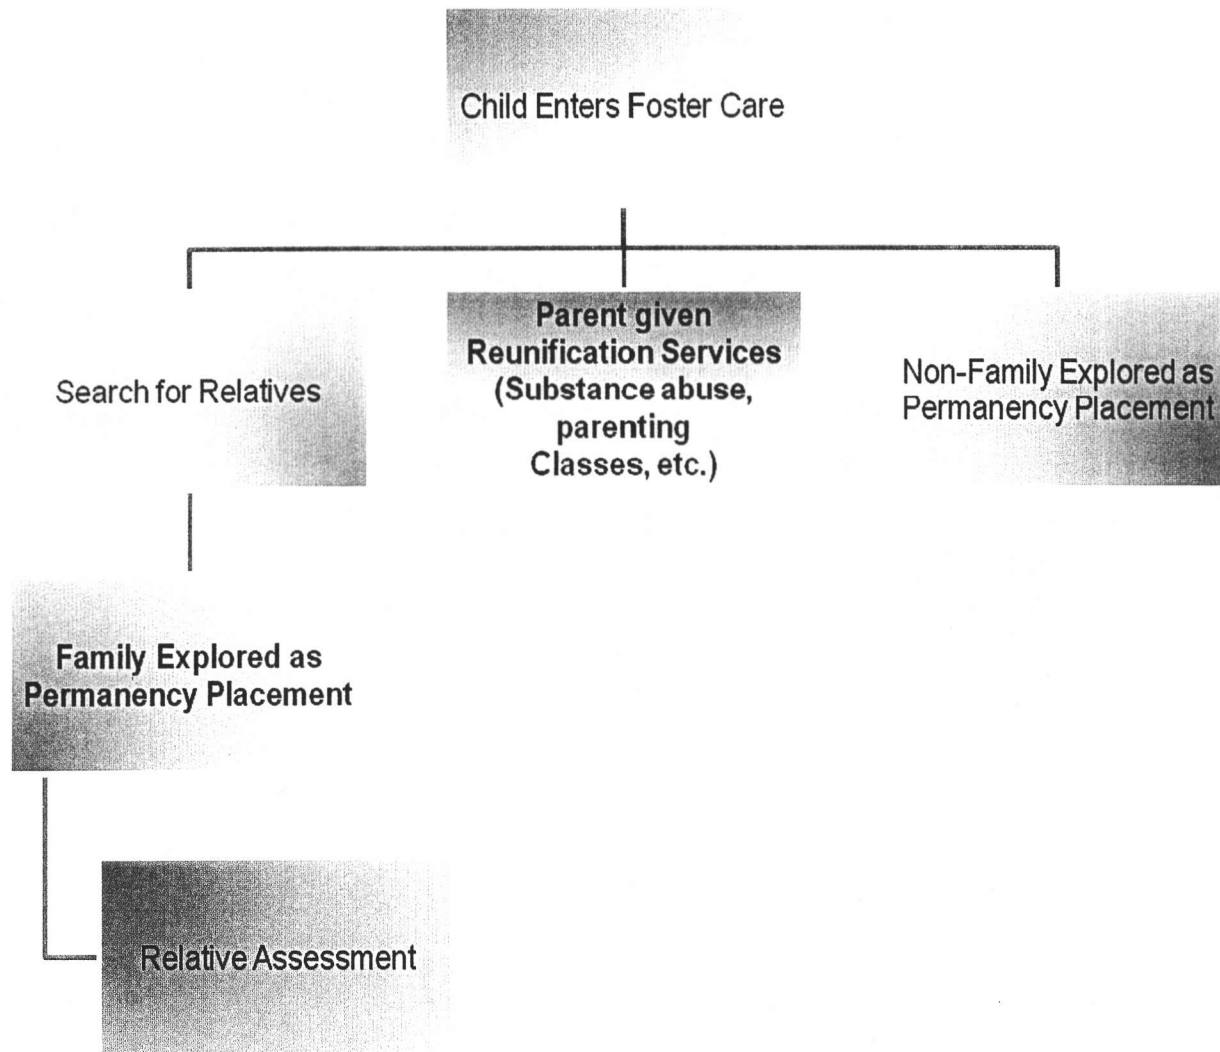 Child Enters Foster Care
Search for Relatives
Parent given
Reunification Services
(Substance abuse,
parenting
Classes, etc.)
Non-Family Explored as
Permanency Placement
Family Explored as
Permanency Placement
Relative Assessment